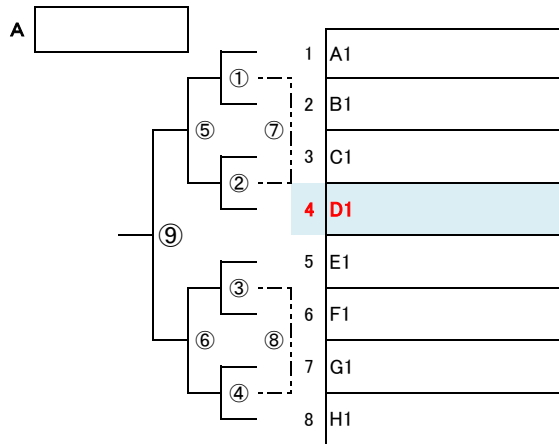 A
1 A1
①
2 B1
⑤ ⑦
3 C1
②
4 D1
⑨
5 E1
③
6 F1
⑥ ⑧
7 G1
④
8 H1